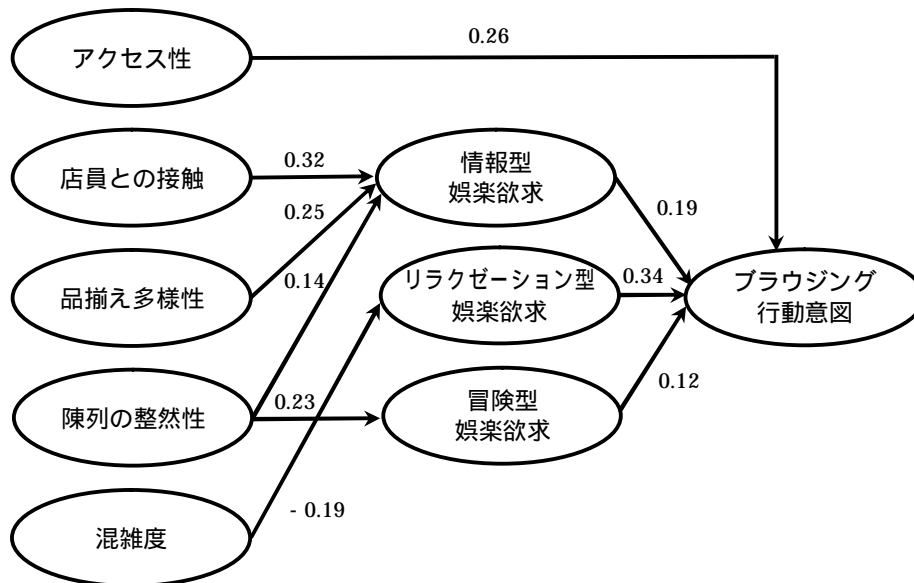 アクセス性
0.26
店員との接触
0.32
情報型
娯楽欲求
0.25
0.19
品揃え多様性
0.14
リラクゼーション型
娯楽欲求
0.34
ブラウジング
行動意図
陳列の整然性
0.23
冒険型
娯楽欲求
0.12
混雑度
- 0.19